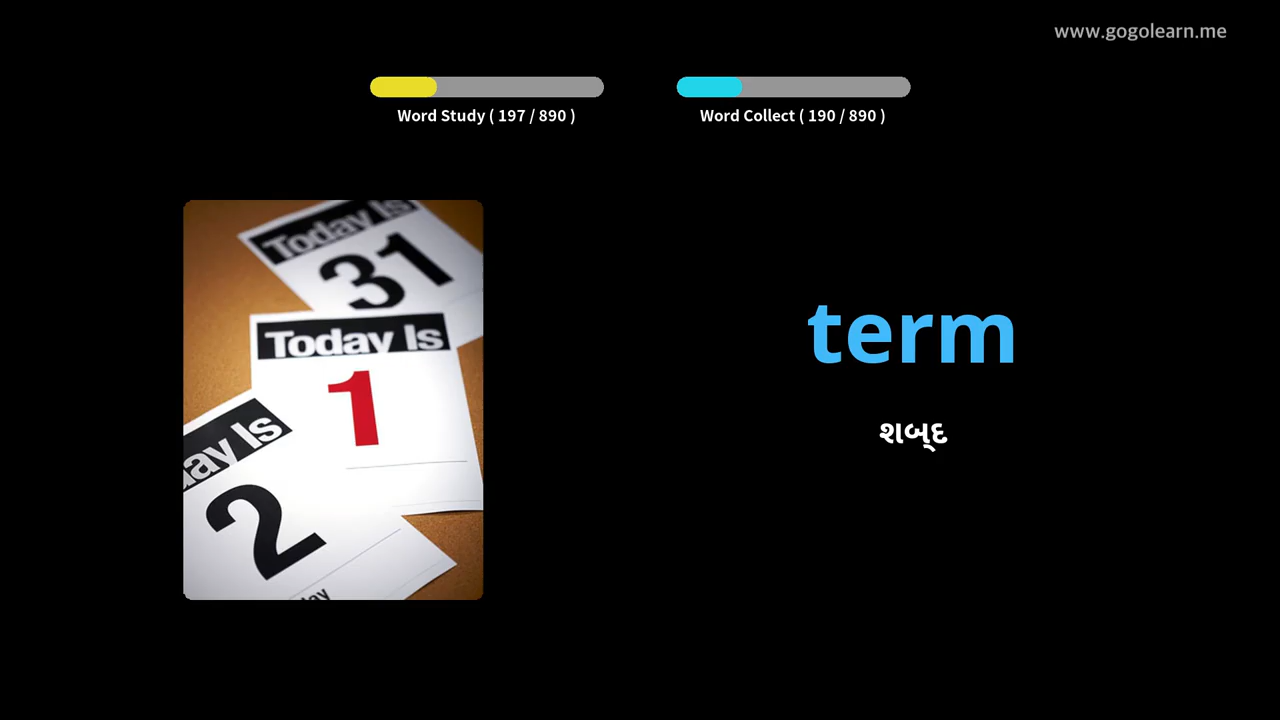 www.gogolearn.me
Word Study ( 197 / 890 )
Word Collect ( 190 / 890 )
Today Is
31
Today Is
1
ay Is
2
term
શબ્દ